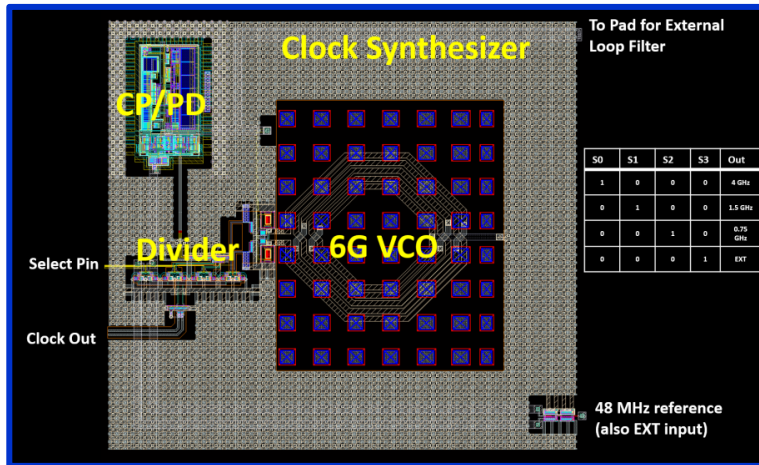 To Pad for External
Loop Filter
Clock Synthesizer
CP/PD
S0 S1 S2 S3 Out
1 0 0 0 4 GHz
0 1 0 0 1.5 GHz
0 0 1 0 0.75 GHz
0 0 0 1 EXT
Divider
6G VCO
Select Pin
Clock Out
48 MHz reference
(also EXT input)